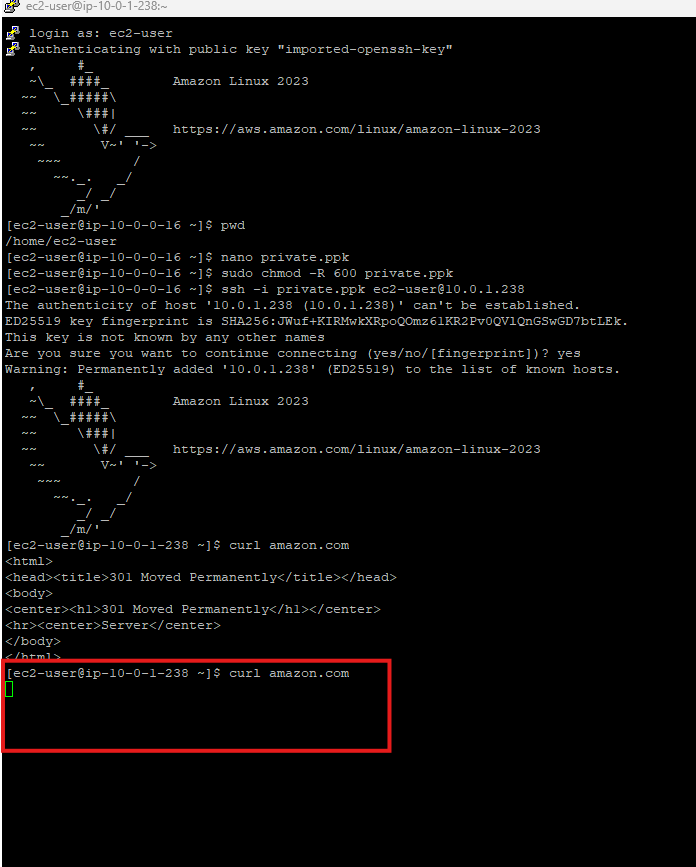 ec2-user@ip-10-0-1-238:~
login as: ec2-user
Authenticating with public key "imported-openssh-key"
   ,     #_
   ~\_  ####_        Amazon Linux 2023
  ~~  \_#####\
  ~~     \###|
  ~~       \#/ ___   https://aws.amazon.com/linux/amazon-linux-2023
   ~~       V~' '->
    ~~~         /
      ~~._.   _/
         _/ _/
       _/m/'
[ec2-user@ip-10-0-0-16 ~]$ pwd
/home/ec2-user
[ec2-user@ip-10-0-0-16 ~]$ nano private.ppk
[ec2-user@ip-10-0-0-16 ~]$ sudo chmod -R 600 private.ppk
[ec2-user@ip-10-0-0-16 ~]$ ssh -i private.ppk ec2-user@10.0.1.238
The authenticity of host '10.0.1.238 (10.0.1.238)' can't be established.
ED25519 key fingerprint is SHA256:JWuf+KIRMwkXRpoQOmz61KR2Pv0QVlQnGSwGD7btLEk.
This key is not known by any other names
Are you sure you want to continue connecting (yes/no/[fingerprint])? yes
Warning: Permanently added '10.0.1.238' (ED25519) to the list of known hosts.
   ,     #_
   ~\_  ####_        Amazon Linux 2023
  ~~  \_#####\
  ~~     \###|
  ~~       \#/ ___   https://aws.amazon.com/linux/amazon-linux-2023
   ~~       V~' '->
    ~~~         /
      ~~._.   _/
         _/ _/
       _/m/'
[ec2-user@ip-10-0-1-238 ~]$ curl amazon.com
<html>
<head><title>301 Moved Permanently</title></head>
<body>
<center><h1>301 Moved Permanently</h1></center>
<hr><center>Server</center>
</body>
</html>
[ec2-user@ip-10-0-1-238 ~]$ curl amazon.com